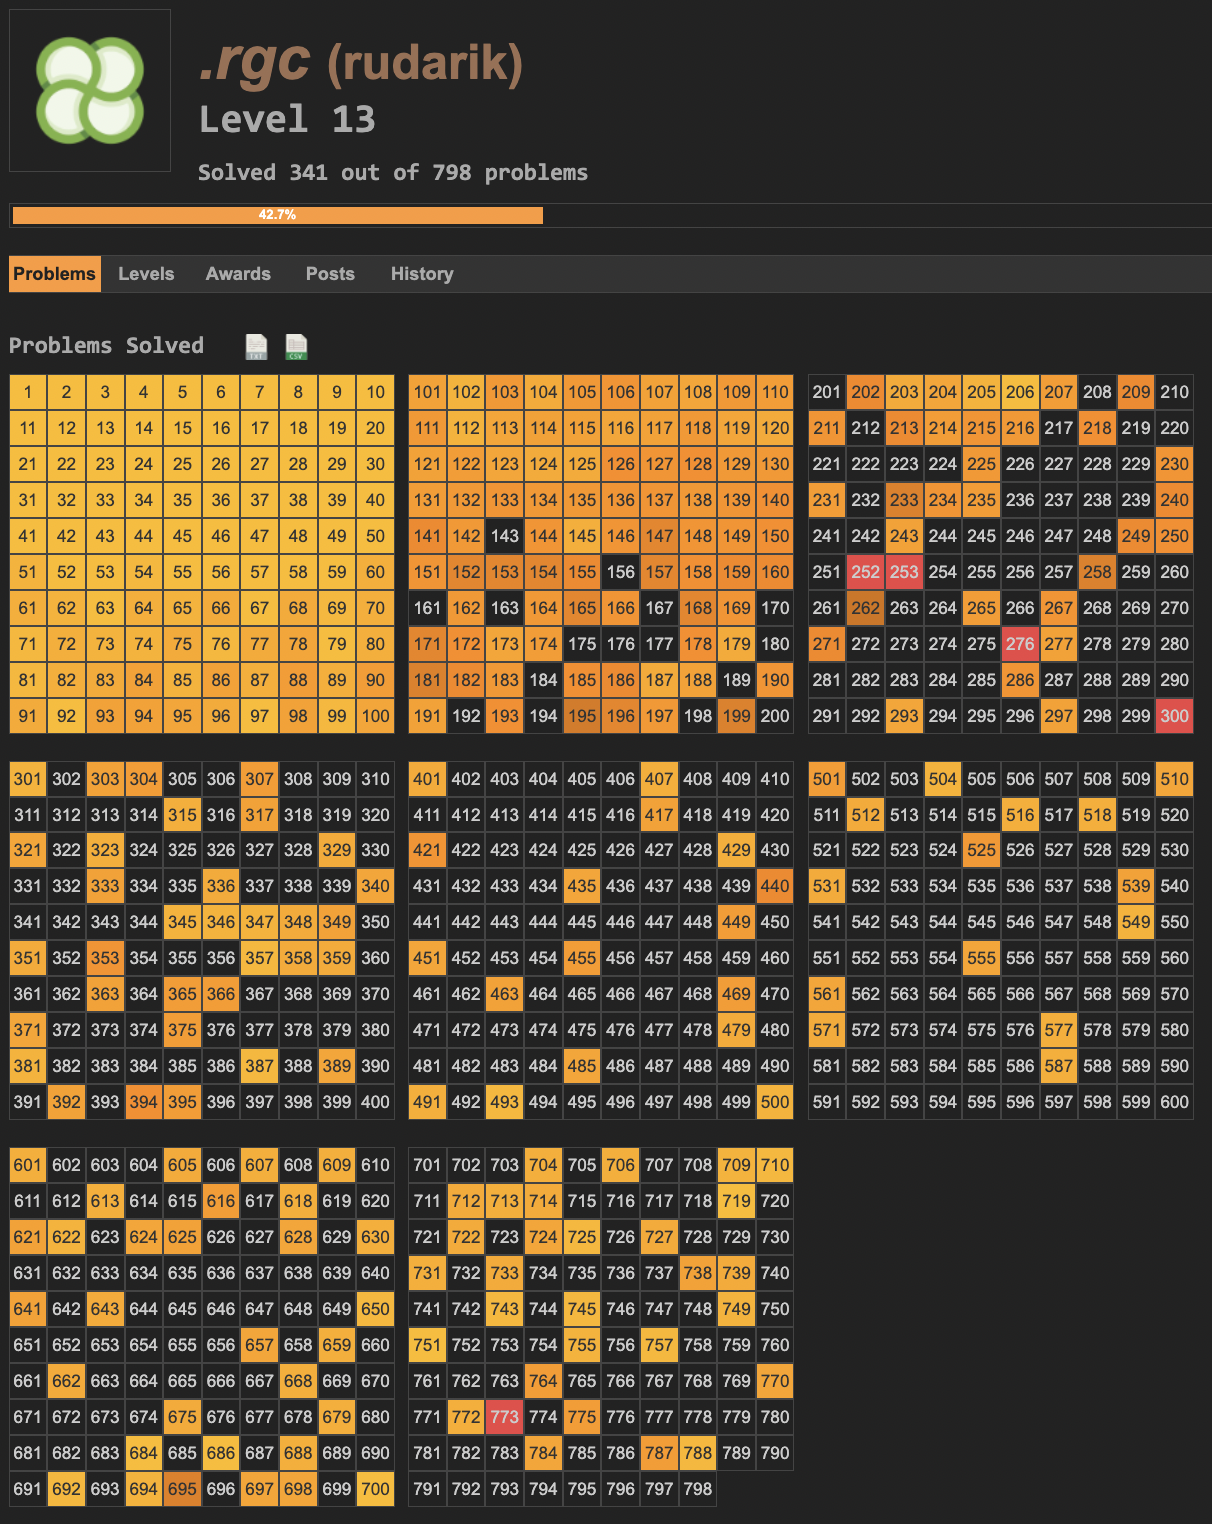 .rgc (rudarik)
Level 13
Solved 341 out of 798 problems
42.7%
Problems Levels Awards Posts History
Problems Solved TXT CSV
1 2 3 4 5 6 7 8 9 10
11 12 13 14 15 16 17 18 19 20
21 22 23 24 25 26 27 28 29 30
31 32 33 34 35 36 37 38 39 40
41 42 43 44 45 46 47 48 49 50
51 52 53 54 55 56 57 58 59 60
61 62 63 64 65 66 67 68 69 70
71 72 73 74 75 76 77 78 79 80
81 82 83 84 85 86 87 88 89 90
91 92 93 94 95 96 97 98 99 100
101 102 103 104 105 106 107 108 109 110
111 112 113 114 115 116 117 118 119 120
121 122 123 124 125 126 127 128 129 130
131 132 133 134 135 136 137 138 139 140
141 142 143 144 145 146 147 148 149 150
151 152 153 154 155 156 157 158 159 160
161 162 163 164 165 166 167 168 169 170
171 172 173 174 175 176 177 178 179 180
181 182 183 184 185 186 187 188 189 190
191 192 193 194 195 196 197 198 199 200
201 202 203 204 205 206 207 208 209 210
211 212 213 214 215 216 217 218 219 220
221 222 223 224 225 226 227 228 229 230
231 232 233 234 235 236 237 238 239 240
241 242 243 244 245 246 247 248 249 250
251 252 253 254 255 256 257 258 259 260
261 262 263 264 265 266 267 268 269 270
271 272 273 274 275 276 277 278 279 280
281 282 283 284 285 286 287 288 289 290
291 292 293 294 295 296 297 298 299 300
301 302 303 304 305 306 307 308 309 310
311 312 313 314 315 316 317 318 319 320
321 322 323 324 325 326 327 328 329 330
331 332 333 334 335 336 337 338 339 340
341 342 343 344 345 346 347 348 349 350
351 352 353 354 355 356 357 358 359 360
361 362 363 364 365 366 367 368 369 370
371 372 373 374 375 376 377 378 379 380
381 382 383 384 385 386 387 388 389 390
391 392 393 394 395 396 397 398 399 400
401 402 403 404 405 406 407 408 409 410
411 412 413 414 415 416 417 418 419 420
421 422 423 424 425 426 427 428 429 430
431 432 433 434 435 436 437 438 439 440
441 442 443 444 445 446 447 448 449 450
451 452 453 454 455 456 457 458 459 460
461 462 463 464 465 466 467 468 469 470
471 472 473 474 475 476 477 478 479 480
481 482 483 484 485 486 487 488 489 490
491 492 493 494 495 496 497 498 499 500
501 502 503 504 505 506 507 508 509 510
511 512 513 514 515 516 517 518 519 520
521 522 523 524 525 526 527 528 529 530
531 532 533 534 535 536 537 538 539 540
541 542 543 544 545 546 547 548 549 550
551 552 553 554 555 556 557 558 559 560
561 562 563 564 565 566 567 568 569 570
571 572 573 574 575 576 577 578 579 580
581 582 583 584 585 586 587 588 589 590
591 592 593 594 595 596 597 598 599 600
601 602 603 604 605 606 607 608 609 610
611 612 613 614 615 616 617 618 619 620
621 622 623 624 625 626 627 628 629 630
631 632 633 634 635 636 637 638 639 640
641 642 643 644 645 646 647 648 649 650
651 652 653 654 655 656 657 658 659 660
661 662 663 664 665 666 667 668 669 670
671 672 673 674 675 676 677 678 679 680
681 682 683 684 685 686 687 688 689 690
691 692 693 694 695 696 697 698 699 700
701 702 703 704 705 706 707 708 709 710
711 712 713 714 715 716 717 718 719 720
721 722 723 724 725 726 727 728 729 730
731 732 733 734 735 736 737 738 739 740
741 742 743 744 745 746 747 748 749 750
751 752 753 754 755 756 757 758 759 760
761 762 763 764 765 766 767 768 769 770
771 772 773 774 775 776 777 778 779 780
781 782 783 784 785 786 787 788 789 790
791 792 793 794 795 796 797 798